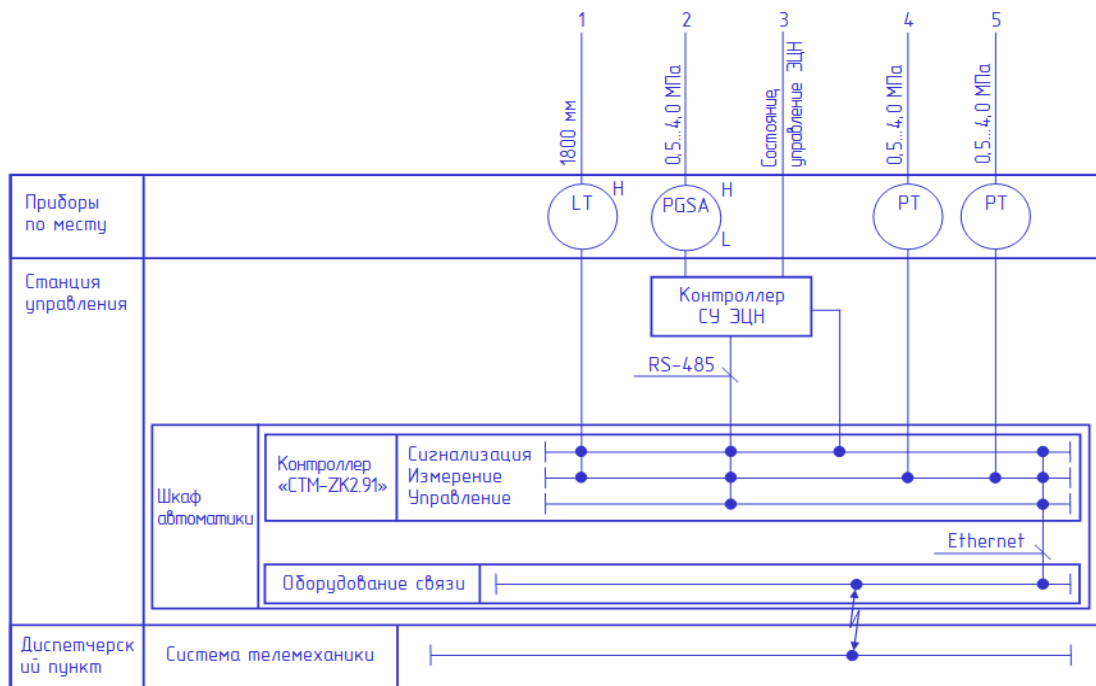 1
2
3
4
5
1800 мм
0,5...4,0 МПа
Состояние,
управление ЭЦН
0,5...4,0 МПа
0,5...4,0 МПа
Приборы
по месту
LT
H
PGSA
H
L
PT
PT
Станция
управления
Контроллер
СУ ЭЦН
RS-485
Шкаф
автоматики
Контроллер
«СТМ-ZK2.91»
Сигнализация
Измерение
Управление
Ethernet
Оборудование связи
Диспетчерск
ий пункт
Система телемеханики